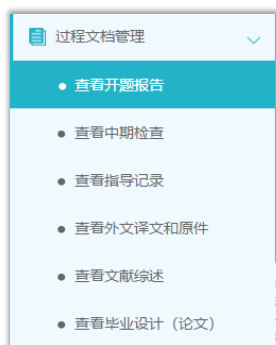 过程文档管理
查看开题报告
查看中期检查
查看指导记录
查看外文译文和原件
查看文献综述
查看毕业设计（论文）